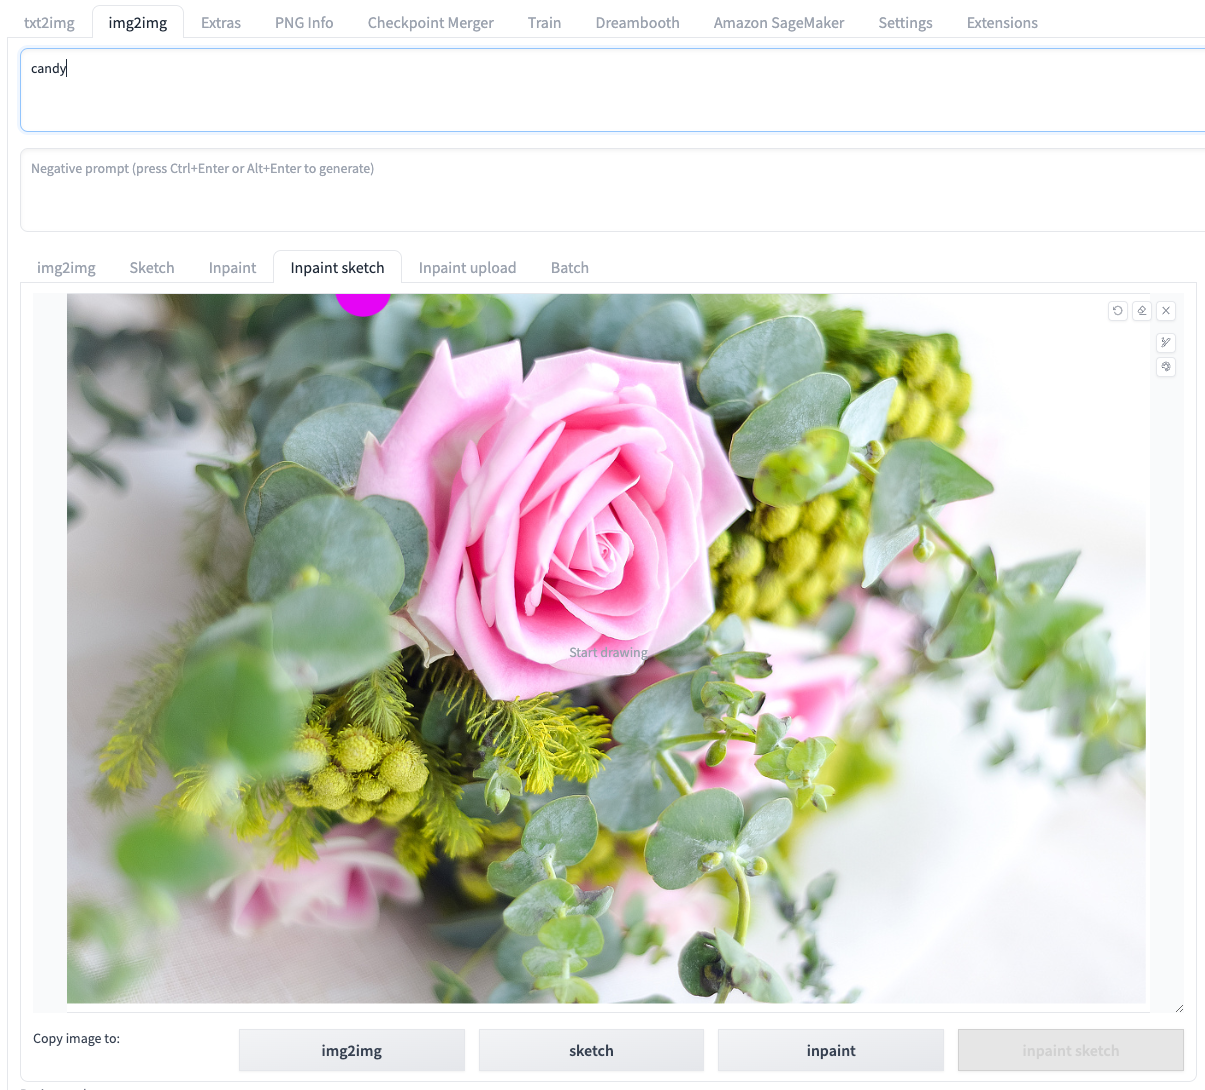 txt2img img2img Extras PNG Info Checkpoint Merger Train Dreambooth Amazon SageMaker Settings Extensions
candy
Negative prompt (press Ctrl+Enter or Alt+Enter to generate)
img2img Sketch Inpaint Inpaint sketch Inpaint upload Batch
Start drawing
Copy image to:
img2img sketch inpaint inpaint sketch